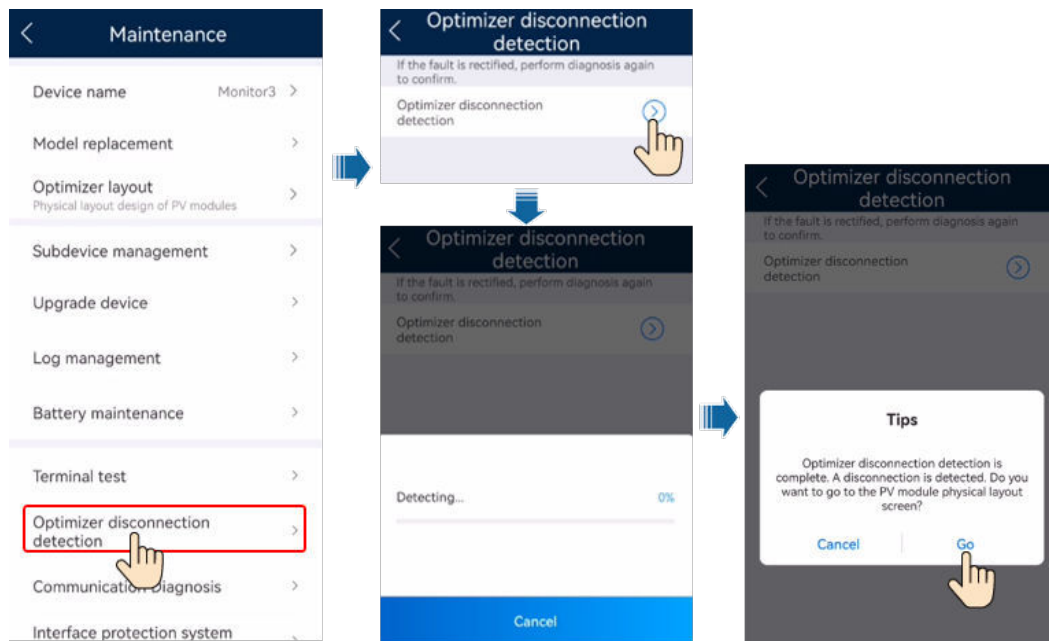 Maintenance
Device name Monitor3
Model replacement
Optimizer layout
Physical layout design of PV modules
Subdevice management
Upgrade device
Log management
Battery maintenance
Terminal test
Optimizer disconnection
detection
Communication Diagnosis
Interface protection system
Optimizer disconnection
detection
If the fault is rectified, perform diagnosis again
to confirm.
Optimizer disconnection
detection
Optimizer disconnection
detection
If the fault is rectified, perform diagnosis again
to confirm.
Optimizer disconnection
detection
Detecting... 0%
Cancel
Optimizer disconnection
detection
If the fault is rectified, perform diagnosis again
to confirm.
Optimizer disconnection
detection
Tips
Optimizer disconnection detection is
complete. A disconnection is detected. Do you
want to go to the PV module physical layout
screen?
Cancel Go